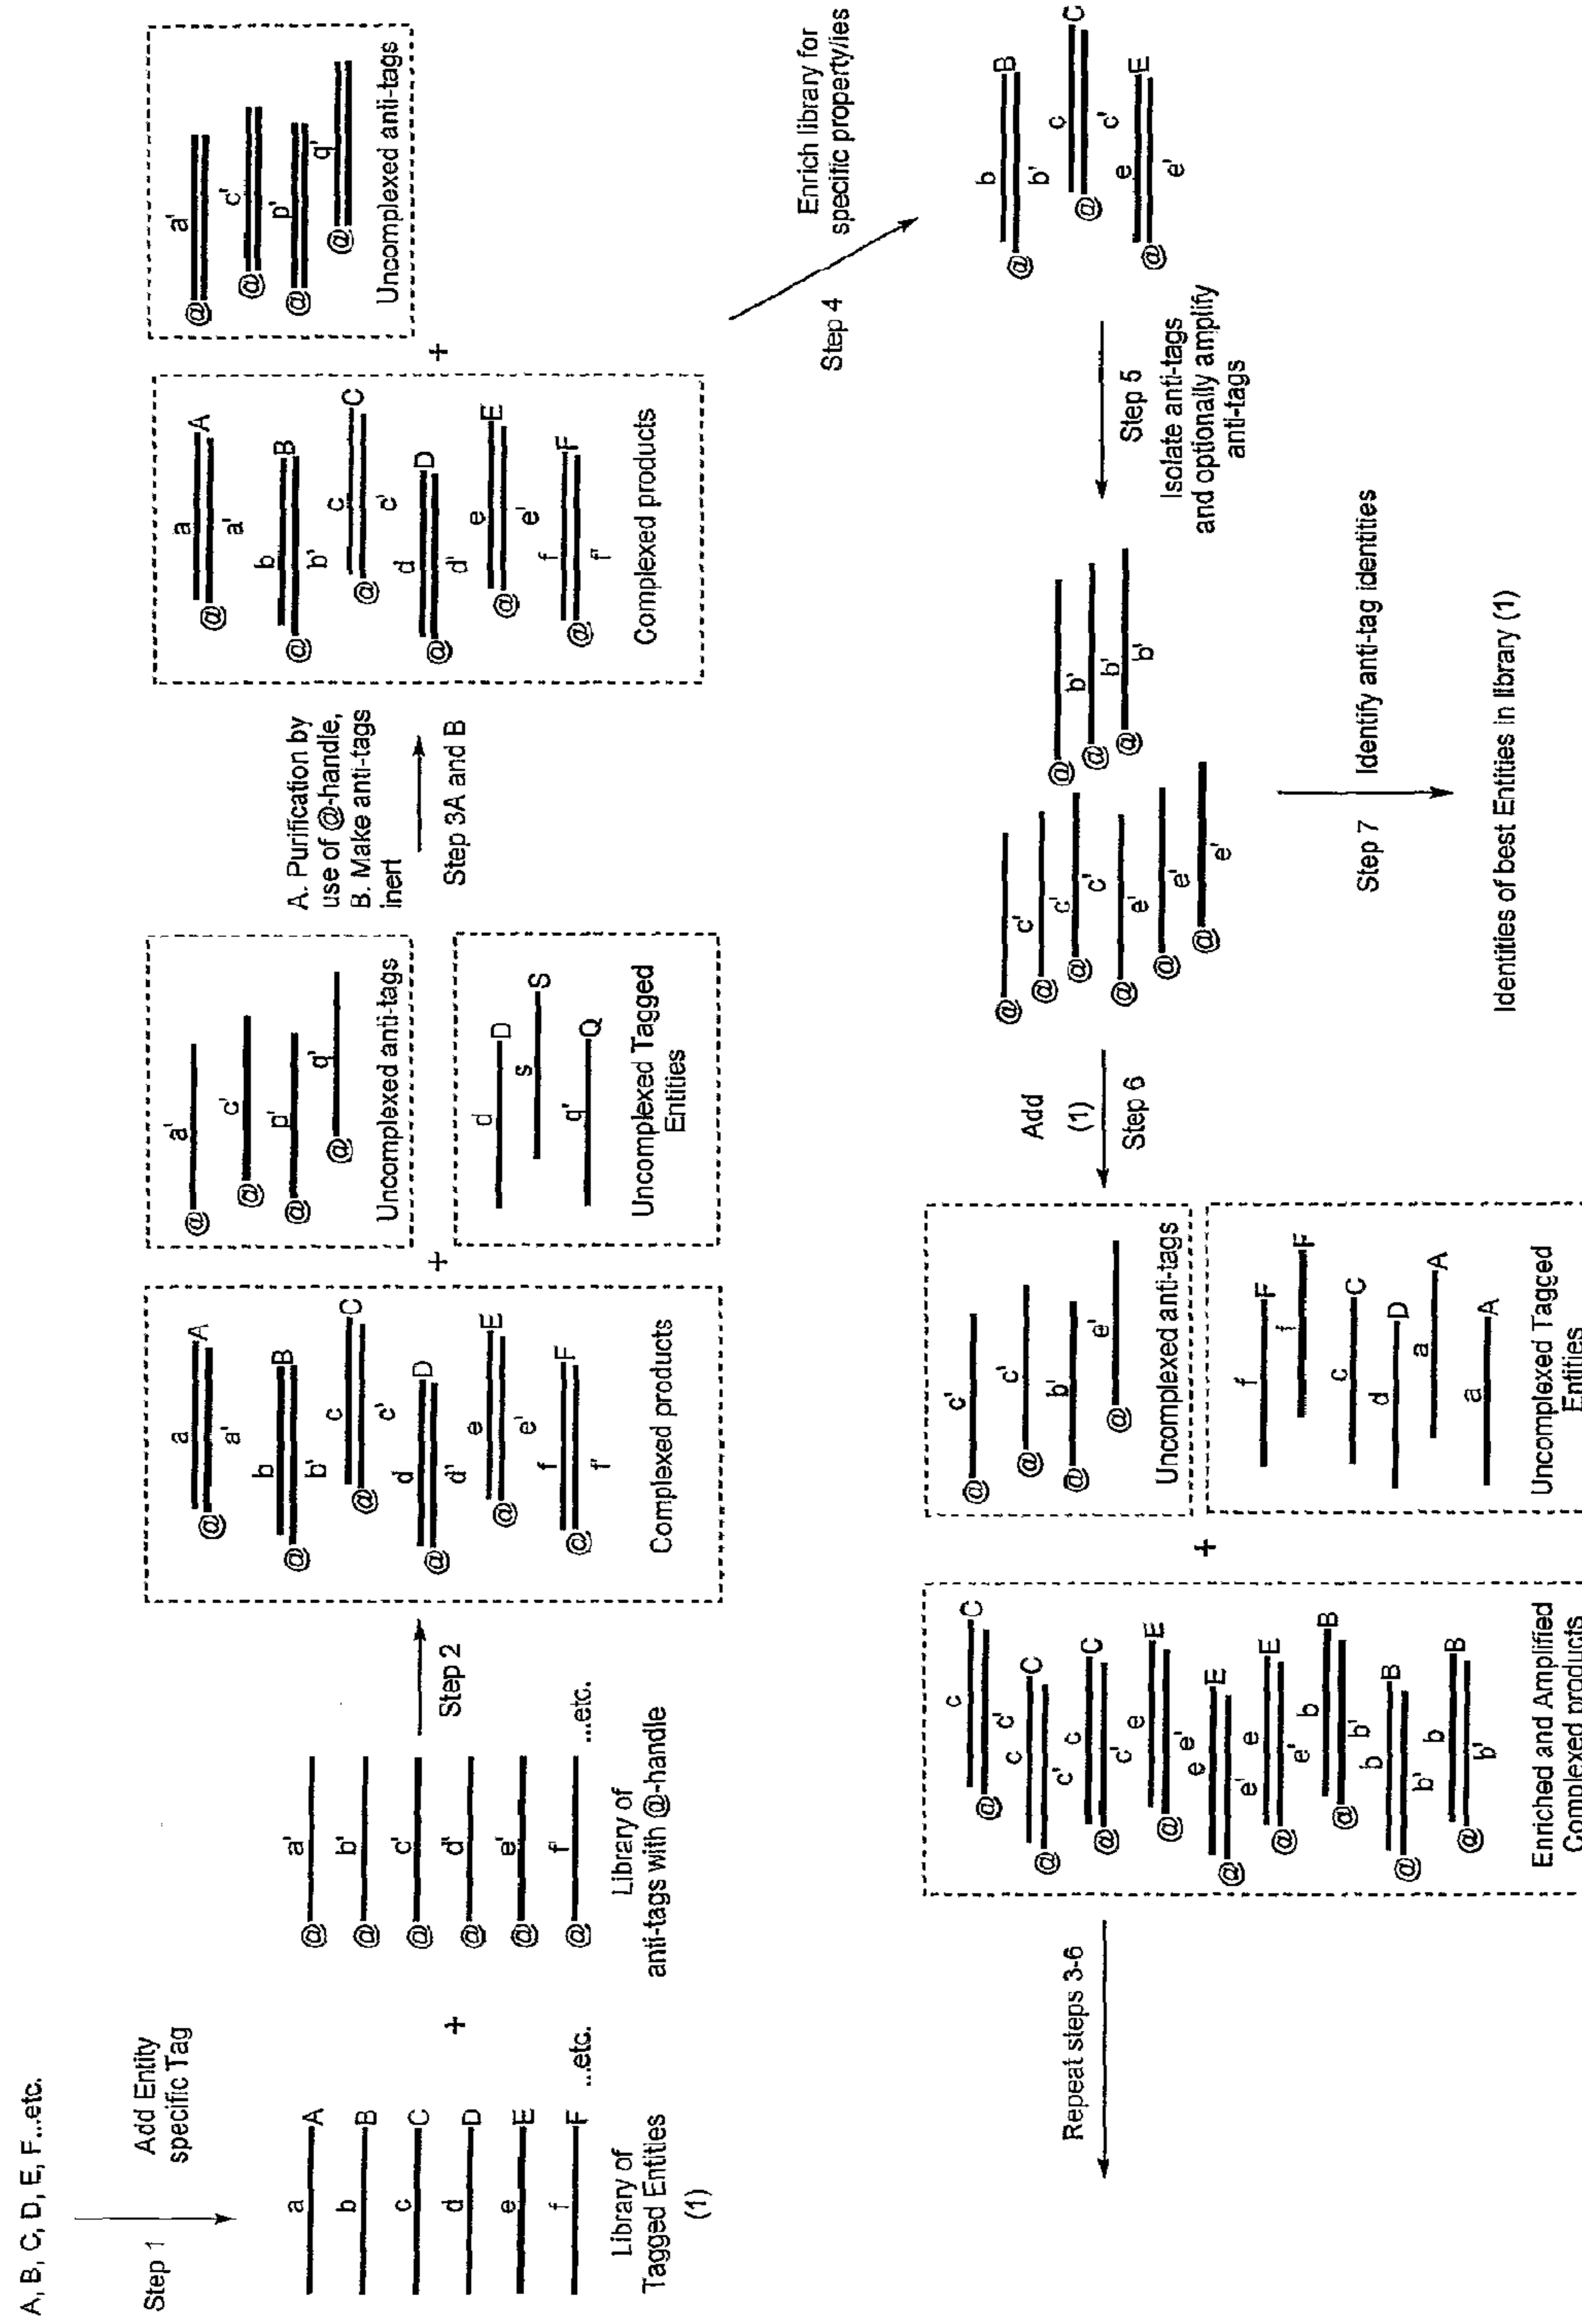 A, B, C, D, E, F...etc.
Step 1
Add Entity
specific Tag
a
A
b
B
c
C
d
D
e
E
f
F
...etc.
Library of
Tagged Entities
(1)
+
@
a'
@
b'
@
c'
@
d'
@
e'
@
f'
...etc.
Library of
anti-tags with @-handle
Step 2
a
A
@
a'
b
B
@
b'
c
C
@
c'
d
D
@
d'
e
E
@
e'
f
F
@
f'
Complexed products
+
a'
@
c'
@
p'
@
q'
@
Uncomplexed anti-tags
d
D
s
S
q'
Q
Uncomplexed Tagged
Entities
A. Purification by
use of @-handle,
B. Make anti-tags
inert
Step 3A and B
a
A
@
a'
b
B
@
b'
c
C
@
c'
d
D
@
d'
e
E
@
e'
f
F
@
f'
Complexed products
+
a'
@
c'
@
p'
@
q'
@
Uncomplexed anti-tags
Step 4
Enrich library for
specific property/ies
b
B
@
b'
c
C
@
c'
e
E
@
e'
Step 5
Isolate anti-tags
and optionally amplify
anti-tags
@
c'
@
c'
@
c'
@
e'
@
e'
@
e'
@
b'
@
b'
@
b'
Step 7
Identify anti-tag identities
Identities of best Entities in library (1)
Add
(1)
Step 6
c'
@
c'
@
b'
@
e'
@
Uncomplexed anti-tags
f
F
f
F
c
C
d
D
a
A
a
A
Uncomplexed Tagged
Entities
+
c
C
@
c'
c
C
@
c'
c
C
@
c'
e
E
@
e'
e
E
@
e'
e
E
@
e'
b
B
@
b'
b
B
@
b'
b
B
@
b'
Enriched and Amplified
Complexed products
Repeat steps 3-6